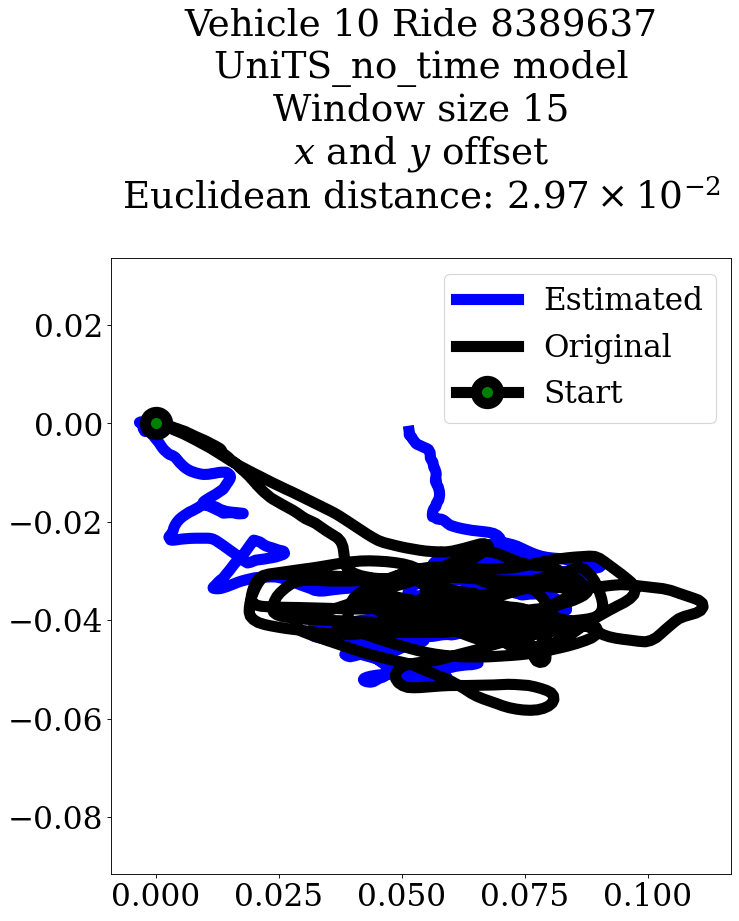 Vehicle 10 Ride 8389637
UniTS_no_time model
Window size 15
x and y offset
Euclidean distance: 2.97 × 10⁻²
Estimated
Original
Start
0.02
0.00
−0.02
−0.04
−0.06
−0.08
0.000 0.025 0.050 0.075 0.100